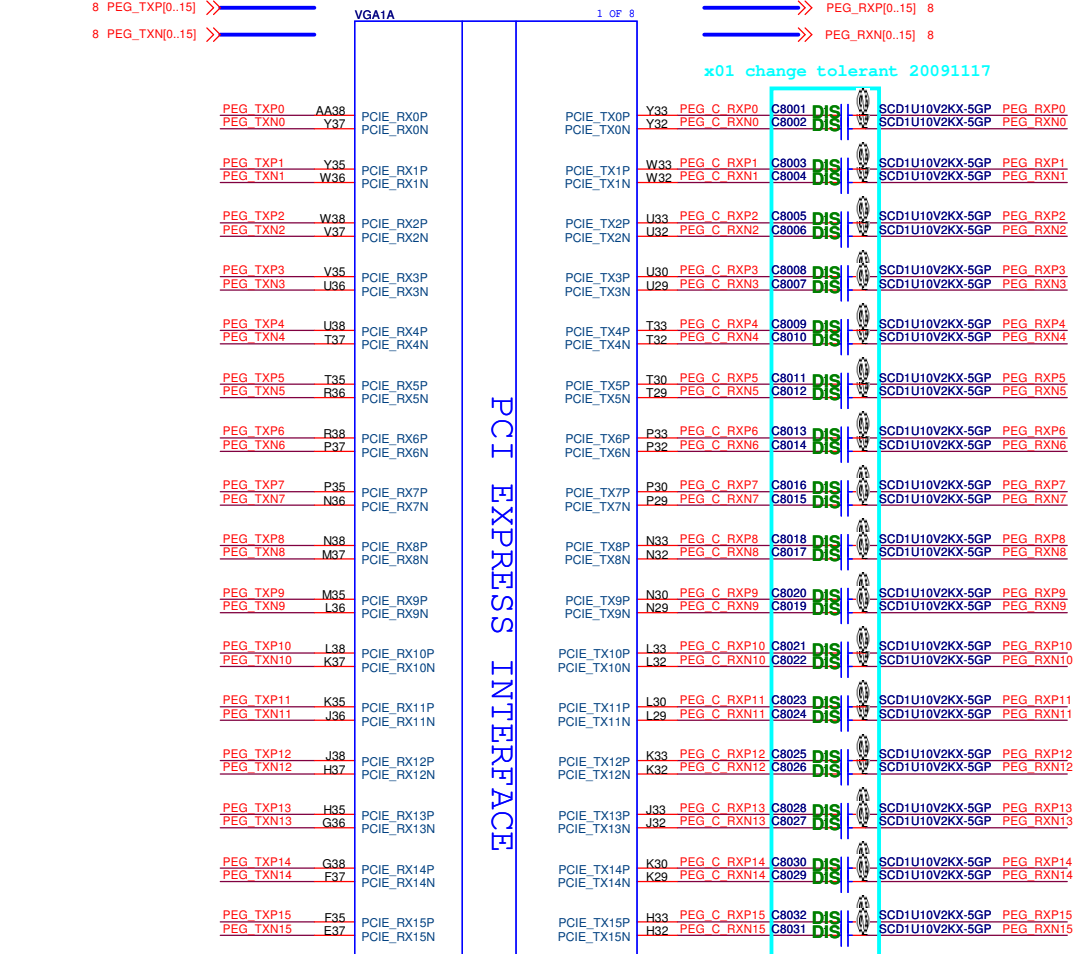 8 PEG_TXP[0..15] VGA1A 1 OF 8 PEG_RXP[0..15] 8
8 PEG_TXN[0..15] PEG_RXN[0..15] 8
x01 change tolerant 20091117
PEG_TXP0 AA38 PCIE_RX0P PCIE_TX0P Y33 PEG_C_RXP0 C8001 DIS SCD1U10V2KX-5GP PEG_RXP0
PEG_TXN0 Y37 PCIE_RX0N PCIE_TX0N Y32 PEG_C_RXN0 C8002 DIS SCD1U10V2KX-5GP PEG_RXN0
PEG_TXP1 Y35 PCIE_RX1P PCIE_TX1P W33 PEG_C_RXP1 C8003 DIS SCD1U10V2KX-5GP PEG_RXP1
PEG_TXN1 W36 PCIE_RX1N PCIE_TX1N W32 PEG_C_RXN1 C8004 DIS SCD1U10V2KX-5GP PEG_RXN1
PEG_TXP2 W38 PCIE_RX2P PCIE_TX2P U33 PEG_C_RXP2 C8005 DIS SCD1U10V2KX-5GP PEG_RXP2
PEG_TXN2 V37 PCIE_RX2N PCIE_TX2N U32 PEG_C_RXN2 C8006 DIS SCD1U10V2KX-5GP PEG_RXN2
PEG_TXP3 V35 PCIE_RX3P PCIE_TX3P U30 PEG_C_RXP3 C8008 DIS SCD1U10V2KX-5GP PEG_RXP3
PEG_TXN3 U36 PCIE_RX3N PCIE_TX3N U29 PEG_C_RXN3 C8007 DIS SCD1U10V2KX-5GP PEG_RXN3
PEG_TXP4 U38 PCIE_RX4P PCIE_TX4P T33 PEG_C_RXP4 C8009 DIS SCD1U10V2KX-5GP PEG_RXP4
PEG_TXN4 T37 PCIE_RX4N PCIE_TX4N T32 PEG_C_RXN4 C8010 DIS SCD1U10V2KX-5GP PEG_RXN4
PEG_TXP5 T35 PCIE_RX5P PCIE_TX5P T30 PEG_C_RXP5 C8011 DIS SCD1U10V2KX-5GP PEG_RXP5
PEG_TXN5 R36 PCIE_RX5N PCIE_TX5N T29 PEG_C_RXN5 C8012 DIS SCD1U10V2KX-5GP PEG_RXN5
PEG_TXP6 R38 PCIE_RX6P PCIE_TX6P P33 PEG_C_RXP6 C8013 DIS SCD1U10V2KX-5GP PEG_RXP6
PEG_TXN6 P37 PCIE_RX6N PCIE_TX6N P32 PEG_C_RXN6 C8014 DIS SCD1U10V2KX-5GP PEG_RXN6
PEG_TXP7 P35 PCIE_RX7P PCIE_TX7P P30 PEG_C_RXP7 C8016 DIS SCD1U10V2KX-5GP PEG_RXP7
PEG_TXN7 N36 PCIE_RX7N PCIE_TX7N P29 PEG_C_RXN7 C8015 DIS SCD1U10V2KX-5GP PEG_RXN7
PEG_TXP8 N38 PCIE_RX8P PCIE_TX8P N33 PEG_C_RXP8 C8018 DIS SCD1U10V2KX-5GP PEG_RXP8
PEG_TXN8 M37 PCIE_RX8N PCIE_TX8N N32 PEG_C_RXN8 C8017 DIS SCD1U10V2KX-5GP PEG_RXN8
PEG_TXP9 M35 PCIE_RX9P PCIE_TX9P N30 PEG_C_RXP9 C8020 DIS SCD1U10V2KX-5GP PEG_RXP9
PEG_TXN9 L36 PCIE_RX9N PCIE_TX9N N29 PEG_C_RXN9 C8019 DIS SCD1U10V2KX-5GP PEG_RXN9
PEG_TXP10 L38 PCIE_RX10P PCIE_TX10P L33 PEG_C_RXP10 C8021 DIS SCD1U10V2KX-5GP PEG_RXP10
PEG_TXN10 K37 PCIE_RX10N PCIE_TX10N L32 PEG_C_RXN10 C8022 DIS SCD1U10V2KX-5GP PEG_RXN10
PEG_TXP11 K35 PCIE_RX11P PCIE_TX11P L30 PEG_C_RXP11 C8023 DIS SCD1U10V2KX-5GP PEG_RXP11
PEG_TXN11 J36 PCIE_RX11N PCIE_TX11N L29 PEG_C_RXN11 C8024 DIS SCD1U10V2KX-5GP PEG_RXN11
PEG_TXP12 J38 PCIE_RX12P PCIE_TX12P K33 PEG_C_RXP12 C8025 DIS SCD1U10V2KX-5GP PEG_RXP12
PEG_TXN12 H37 PCIE_RX12N PCIE_TX12N K32 PEG_C_RXN12 C8026 DIS SCD1U10V2KX-5GP PEG_RXN12
PEG_TXP13 H35 PCIE_RX13P PCIE_TX13P J33 PEG_C_RXP13 C8028 DIS SCD1U10V2KX-5GP PEG_RXP13
PEG_TXN13 G36 PCIE_RX13N PCIE_TX13N J32 PEG_C_RXN13 C8027 DIS SCD1U10V2KX-5GP PEG_RXN13
PEG_TXP14 G38 PCIE_RX14P PCIE_TX14P K30 PEG_C_RXP14 C8030 DIS SCD1U10V2KX-5GP PEG_RXP14
PEG_TXN14 F37 PCIE_RX14N PCIE_TX14N K29 PEG_C_RXN14 C8029 DIS SCD1U10V2KX-5GP PEG_RXN14
PEG_TXP15 F35 PCIE_RX15P PCIE_TX15P H33 PEG_C_RXP15 C8032 DIS SCD1U10V2KX-5GP PEG_RXP15
PEG_TXN15 E37 PCIE_RX15N PCIE_TX15N H32 PEG_C_RXN15 C8031 DIS SCD1U10V2KX-5GP PEG_RXN15
PCI EXPRESS INTERFACE